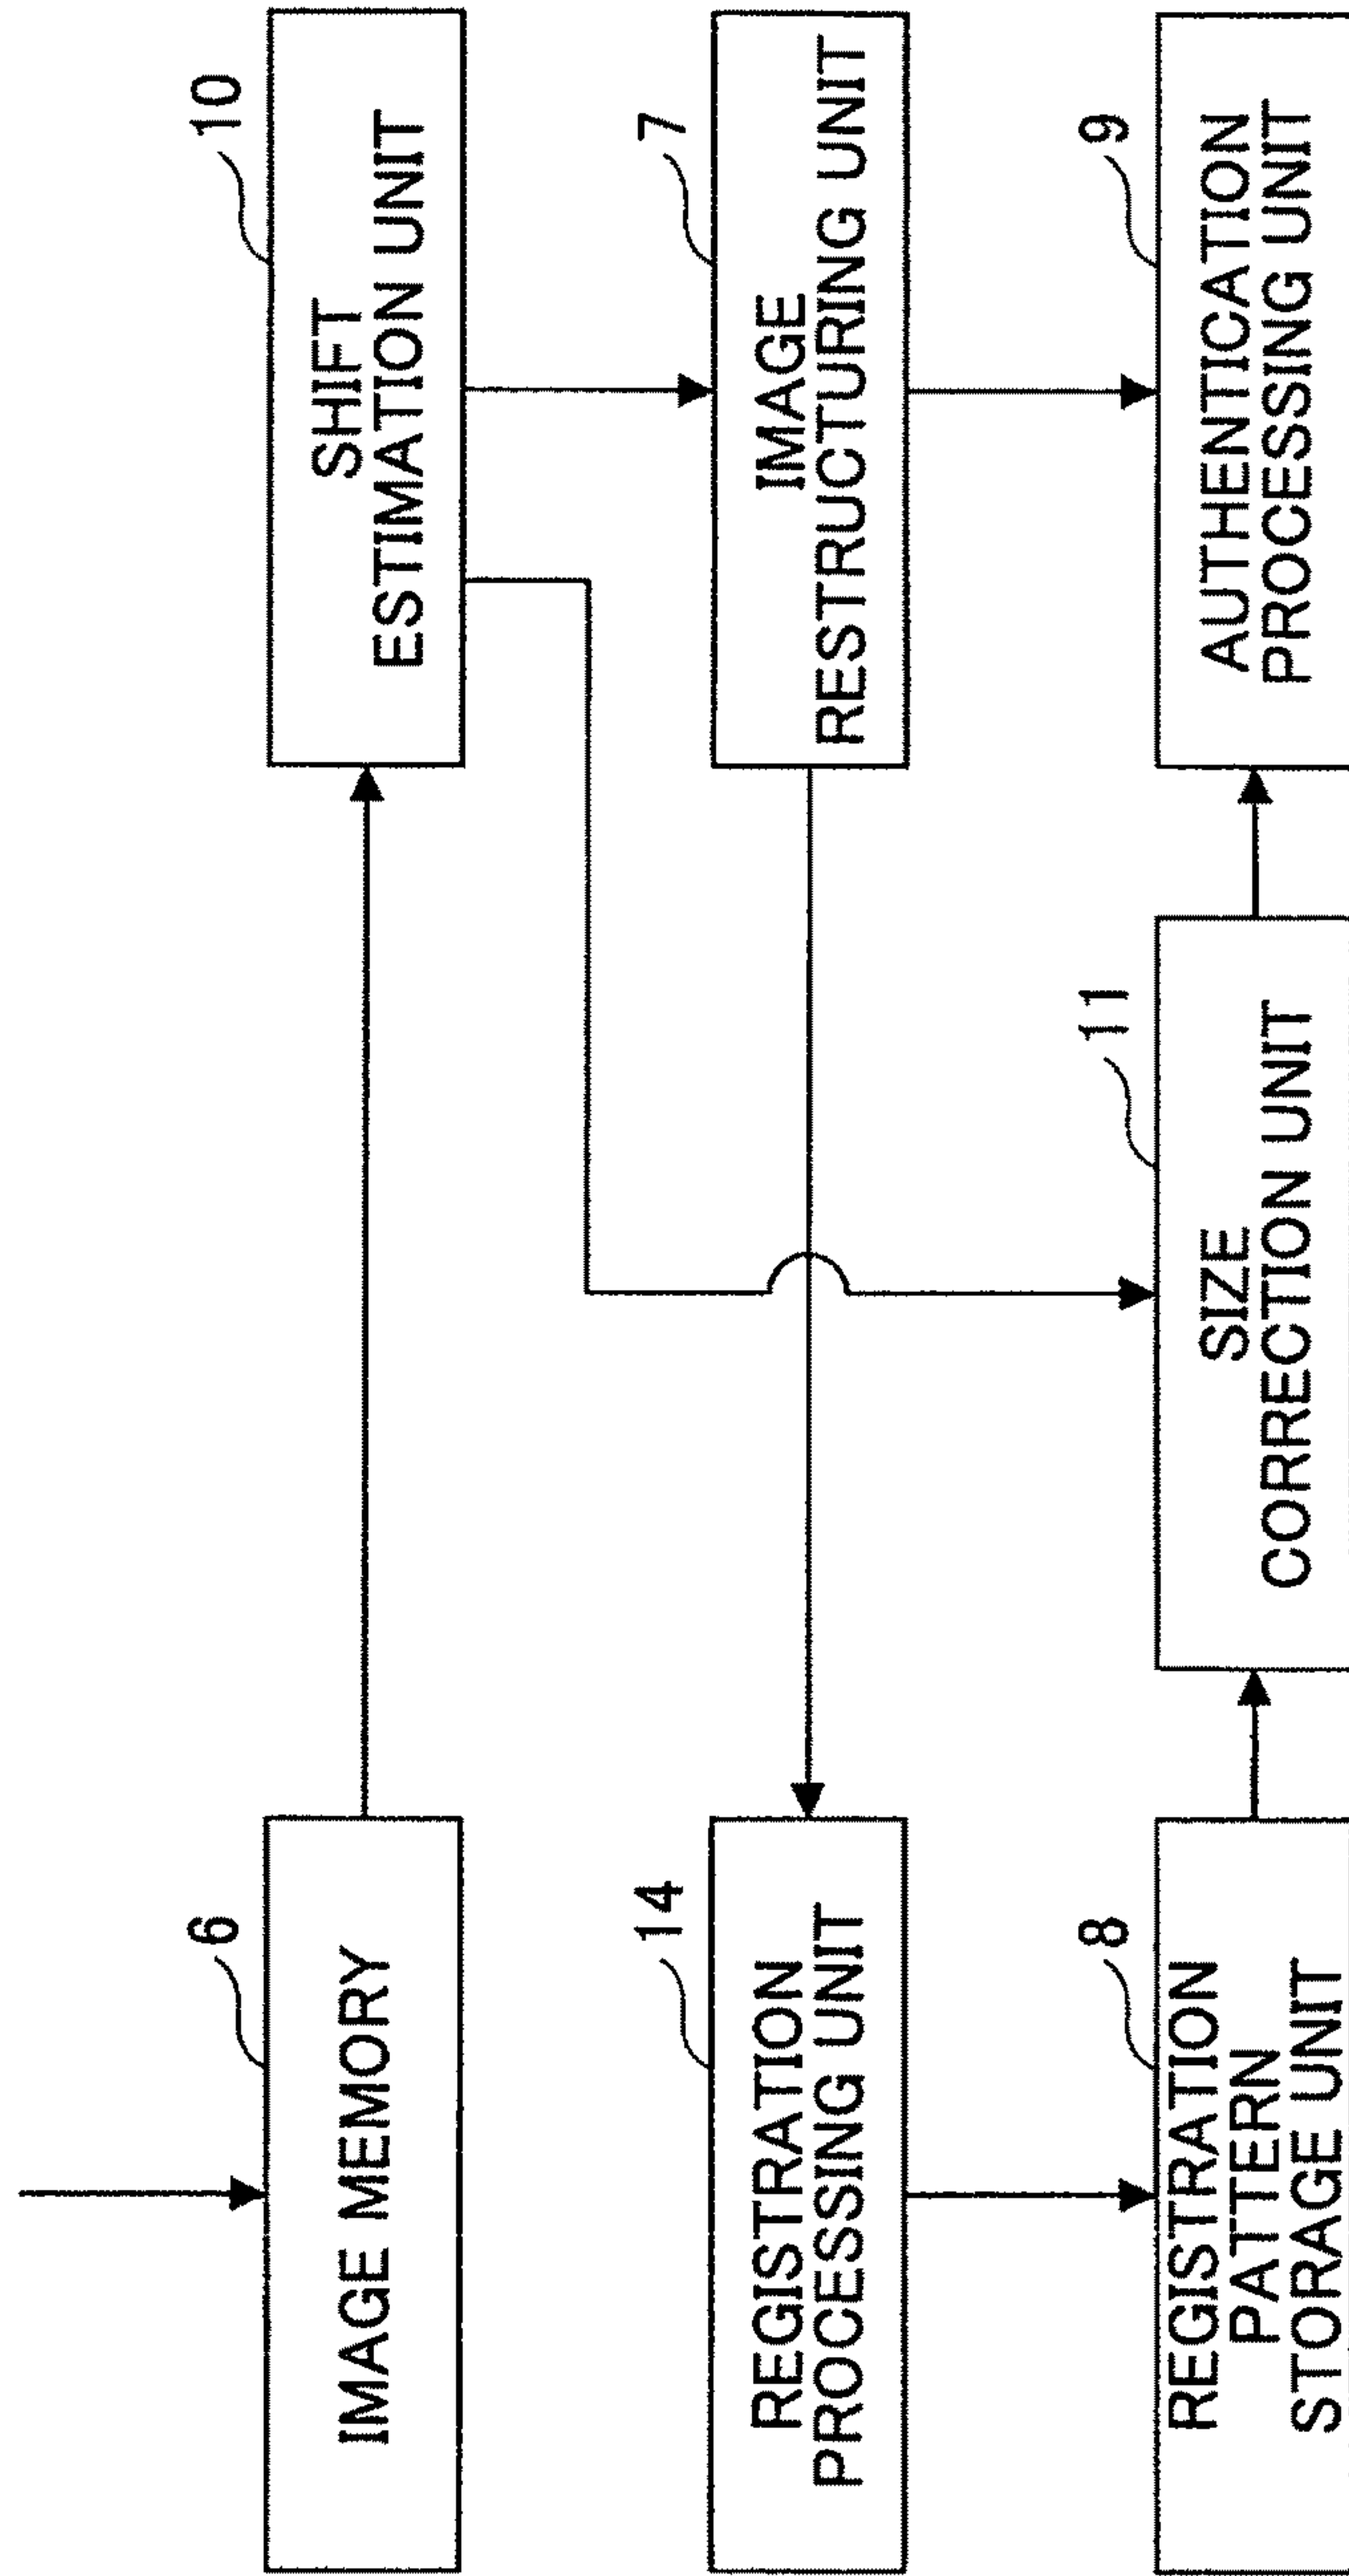 6
IMAGE MEMORY
10
SHIFT
ESTIMATION UNIT
14
REGISTRATION
PROCESSING UNIT
7
IMAGE
RESTRUCTURING UNIT
8
REGISTRATION
PATTERN
STORAGE UNIT
11
SIZE
CORRECTION UNIT
9
AUTHENTICATION
PROCESSING UNIT